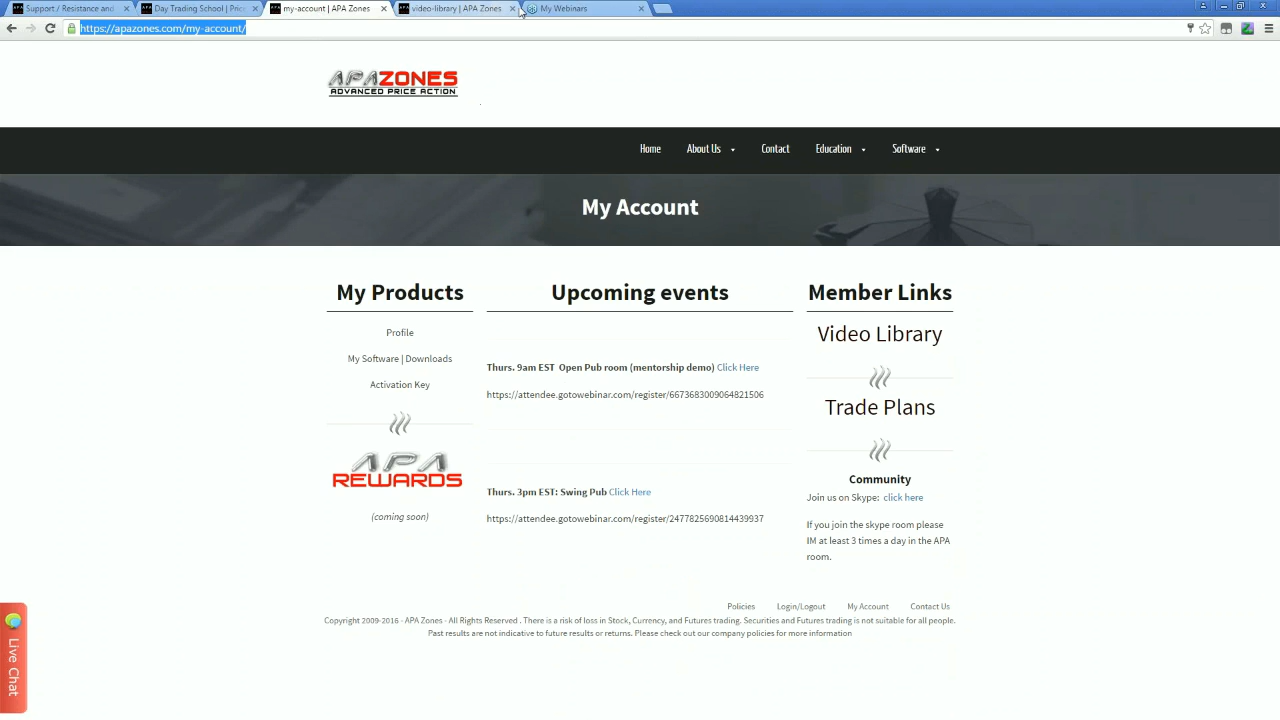 Support / Resistance and
Day Trading School | Pric
my-account | APA Zones
video-library | APA Zones
My Webinars
https://apazones.com/my-account/
APAZONES
ADVANCED PRICE ACTION
Home
About Us
Contact
Education
Software
My Account
My Products
Profile
My Software | Downloads
Activation Key
APA
REWARDS
(coming soon)
Upcoming events
Thurs. 9am EST Open Pub room (mentorship demo) Click Here
https://attendee.gotowebinar.com/register/6673683009064821506
Thurs. 3pm EST: Swing Pub Click Here
https://attendee.gotowebinar.com/register/2477825690814439937
Member Links
Video Library
Trade Plans
Community
Join us on Skype: click here
If you join the skype room please
IM at least 3 times a day in the APA
room.
Policies
Login/Logout
My Account
Contact Us
Copyright 2009-2016 - APA Zones - All Rights Reserved . There is a risk of loss in Stock, Currency, and Futures trading. Securities and Futures trading is not suitable for all people.
Past results are not indicative to future results or returns. Please check out our company policies for more information
Live Chat